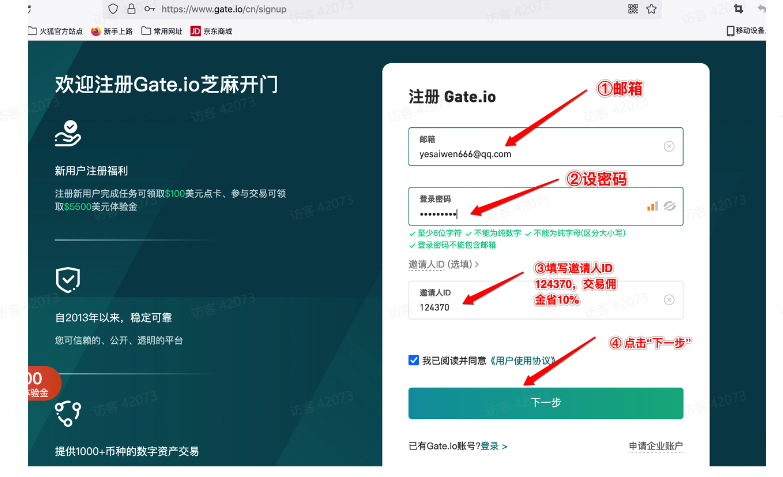 https://www.gate.io/cn/signup
火狐官方站点 新手上路 常用网址 JD 京东商城 移动设备
欢迎注册Gate.io芝麻开门
新用户注册福利
注册新用户完成任务可领取$100美元点卡、参与交易可领
取$5500美元体验金
自2013年以来，稳定可靠
您可信赖的、公开、透明的平台
00
验金
提供1000+币种的数字资产交易
注册 Gate.io
①邮箱
邮箱
yesaiwen666@qq.com
②设密码
登录密码
•••••••••
至少6位字符 不能为纯数字 不能为纯字母(区分大小写)
登录密码不能包含邮箱
邀请人ID (选填)
③填写邀请人ID
124370，交易佣
金省10%
邀请人ID
124370
④ 点击“下一步”
我已阅读并同意《用户使用协议》
下一步
已有Gate.io账号?登录 >
申请企业账户
访客 42073